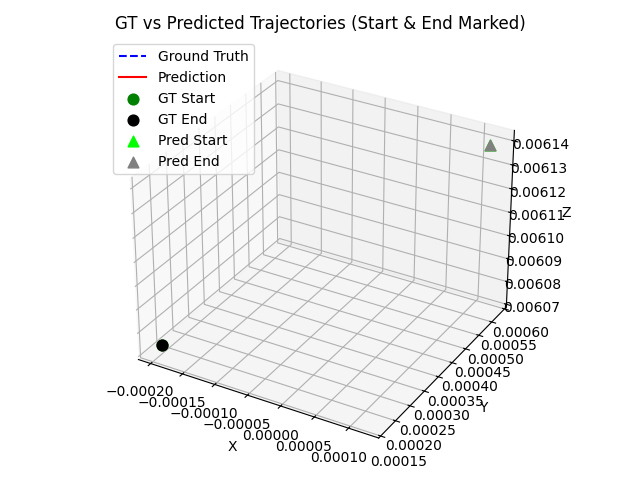 GT vs Predicted Trajectories (Start & End Marked)
Ground Truth
Prediction
GT Start
GT End
Pred Start
Pred End
0.00614
0.00613
0.00612
0.00611
Z
0.00610
0.00609
0.00608
0.00607
0.00060
0.00055
0.00050
0.00045
0.00040
0.00035
Y
0.00030
0.00025
0.00020
0.00015
−0.00020
−0.00015
−0.00010
−0.00005
0.00000
0.00005
0.00010
X